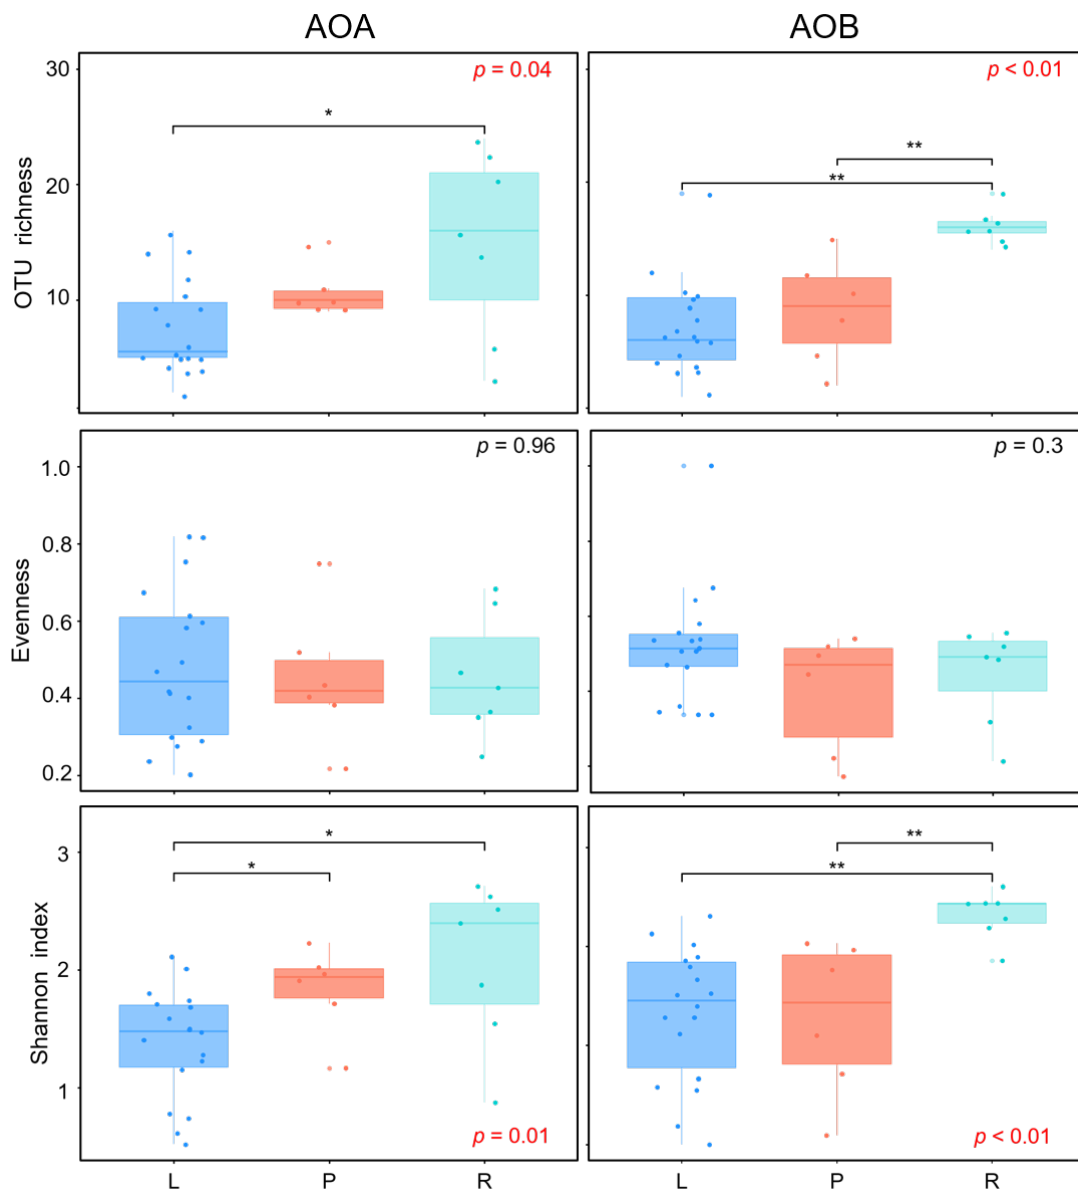 AOA AOB
OTU richness
30
20
10
p = 0.04
*
p < 0.01
**
**
Evenness
1.0
0.8
0.6
0.4
0.2
p = 0.96
p = 0.3
Shannon index
3
2
1
*
*
p = 0.01
**
**
p < 0.01
L P R L P R